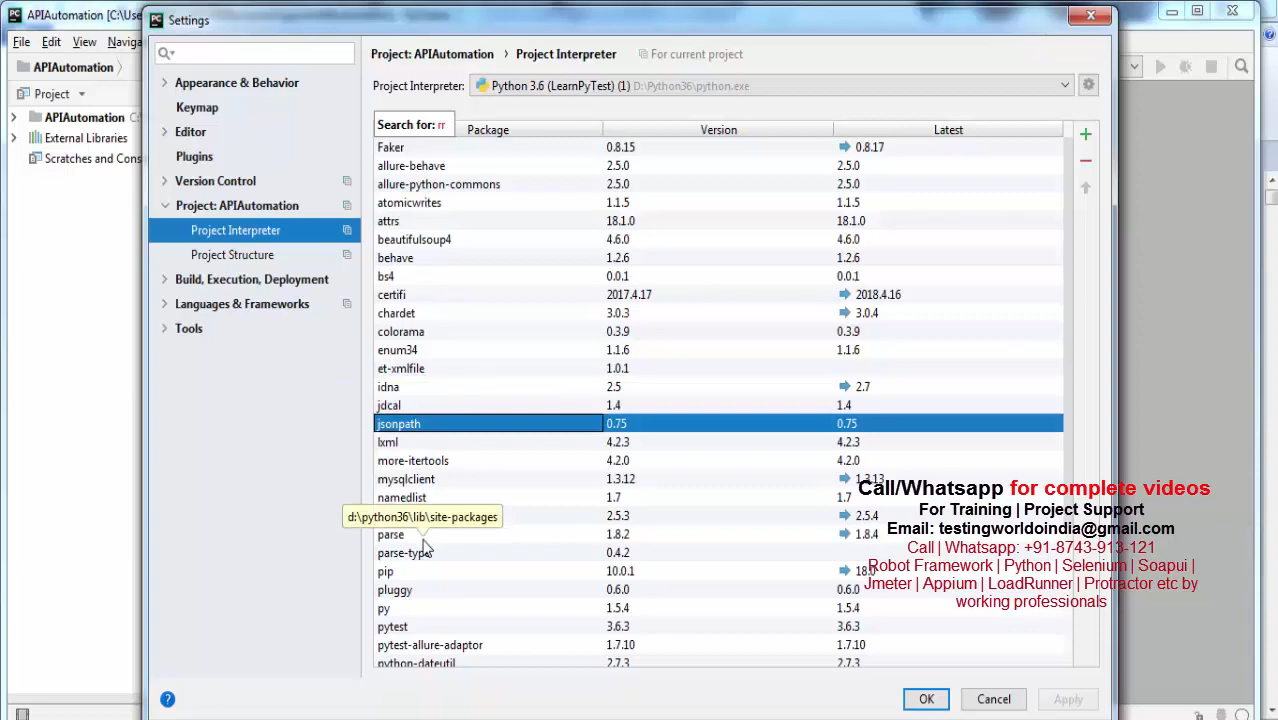 APIAutomation [C:\Use
Settings
File Edit View Naviga
APIAutomation
Project
APIAutomation C:
External Libraries
Scratches and Cons
Appearance & Behavior
Keymap
Editor
Plugins
Version Control
Project: APIAutomation
Project Interpreter
Project Structure
Build, Execution, Deployment
Languages & Frameworks
Tools
Project: APIAutomation › Project Interpreter For current project
Project Interpreter: Python 3.6 (LearnPyTest) (1) D:\Python36\python.exe
Search for: rr Package Version Latest
Faker 0.8.15 0.8.17
allure-behave 2.5.0 2.5.0
allure-python-commons 2.5.0 2.5.0
atomicwrites 1.1.5 1.1.5
attrs 18.1.0 18.1.0
beautifulsoup4 4.6.0 4.6.0
behave 1.2.6 1.2.6
bs4 0.0.1 0.0.1
certifi 2017.4.17 2018.4.16
chardet 3.0.3 3.0.4
colorama 0.3.9 0.3.9
enum34 1.1.6 1.1.6
et-xmlfile 1.0.1
idna 2.5 2.7
jdcal 1.4 1.4
jsonpath 0.75 0.75
lxml 4.2.3 4.2.3
more-itertools 4.2.0 4.2.0
mysqlclient 1.3.12 1.3.13
namedlist 1.7 1.7
d:\python36\lib\site-packages 2.5.3 2.5.4
parse 1.8.2 1.8.4
parse-type 0.4.2
pip 10.0.1 18.0
pluggy 0.6.0 0.6.0
py 1.5.4 1.5.4
pytest 3.6.3 3.6.3
pytest-allure-adaptor 1.7.10 1.7.10
python-dateutil 2.7.3 2.7.3
Call/Whatsapp for complete videos
For Training | Project Support
Email: testingworldoindia@gmail.com
Call | Whatsapp: +91-8743-913-121
Robot Framework | Python | Selenium | Soapui |
Jmeter | Appium | LoadRunner | Protractor etc by
working professionals
OK Cancel Apply